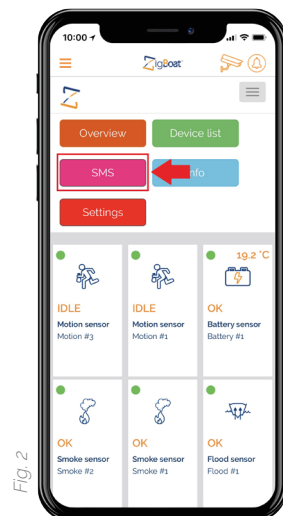 10:00
ZigBoat
Overview
Device list
SMS
Settings
19.2 °C
IDLE
Motion sensor
Motion #3
IDLE
Motion sensor
Motion #1
OK
Battery sensor
Battery #1
OK
Smoke sensor
Smoke #2
OK
Smoke sensor
Smoke #1
OK
Flood sensor
Flood #1
Fig. 2